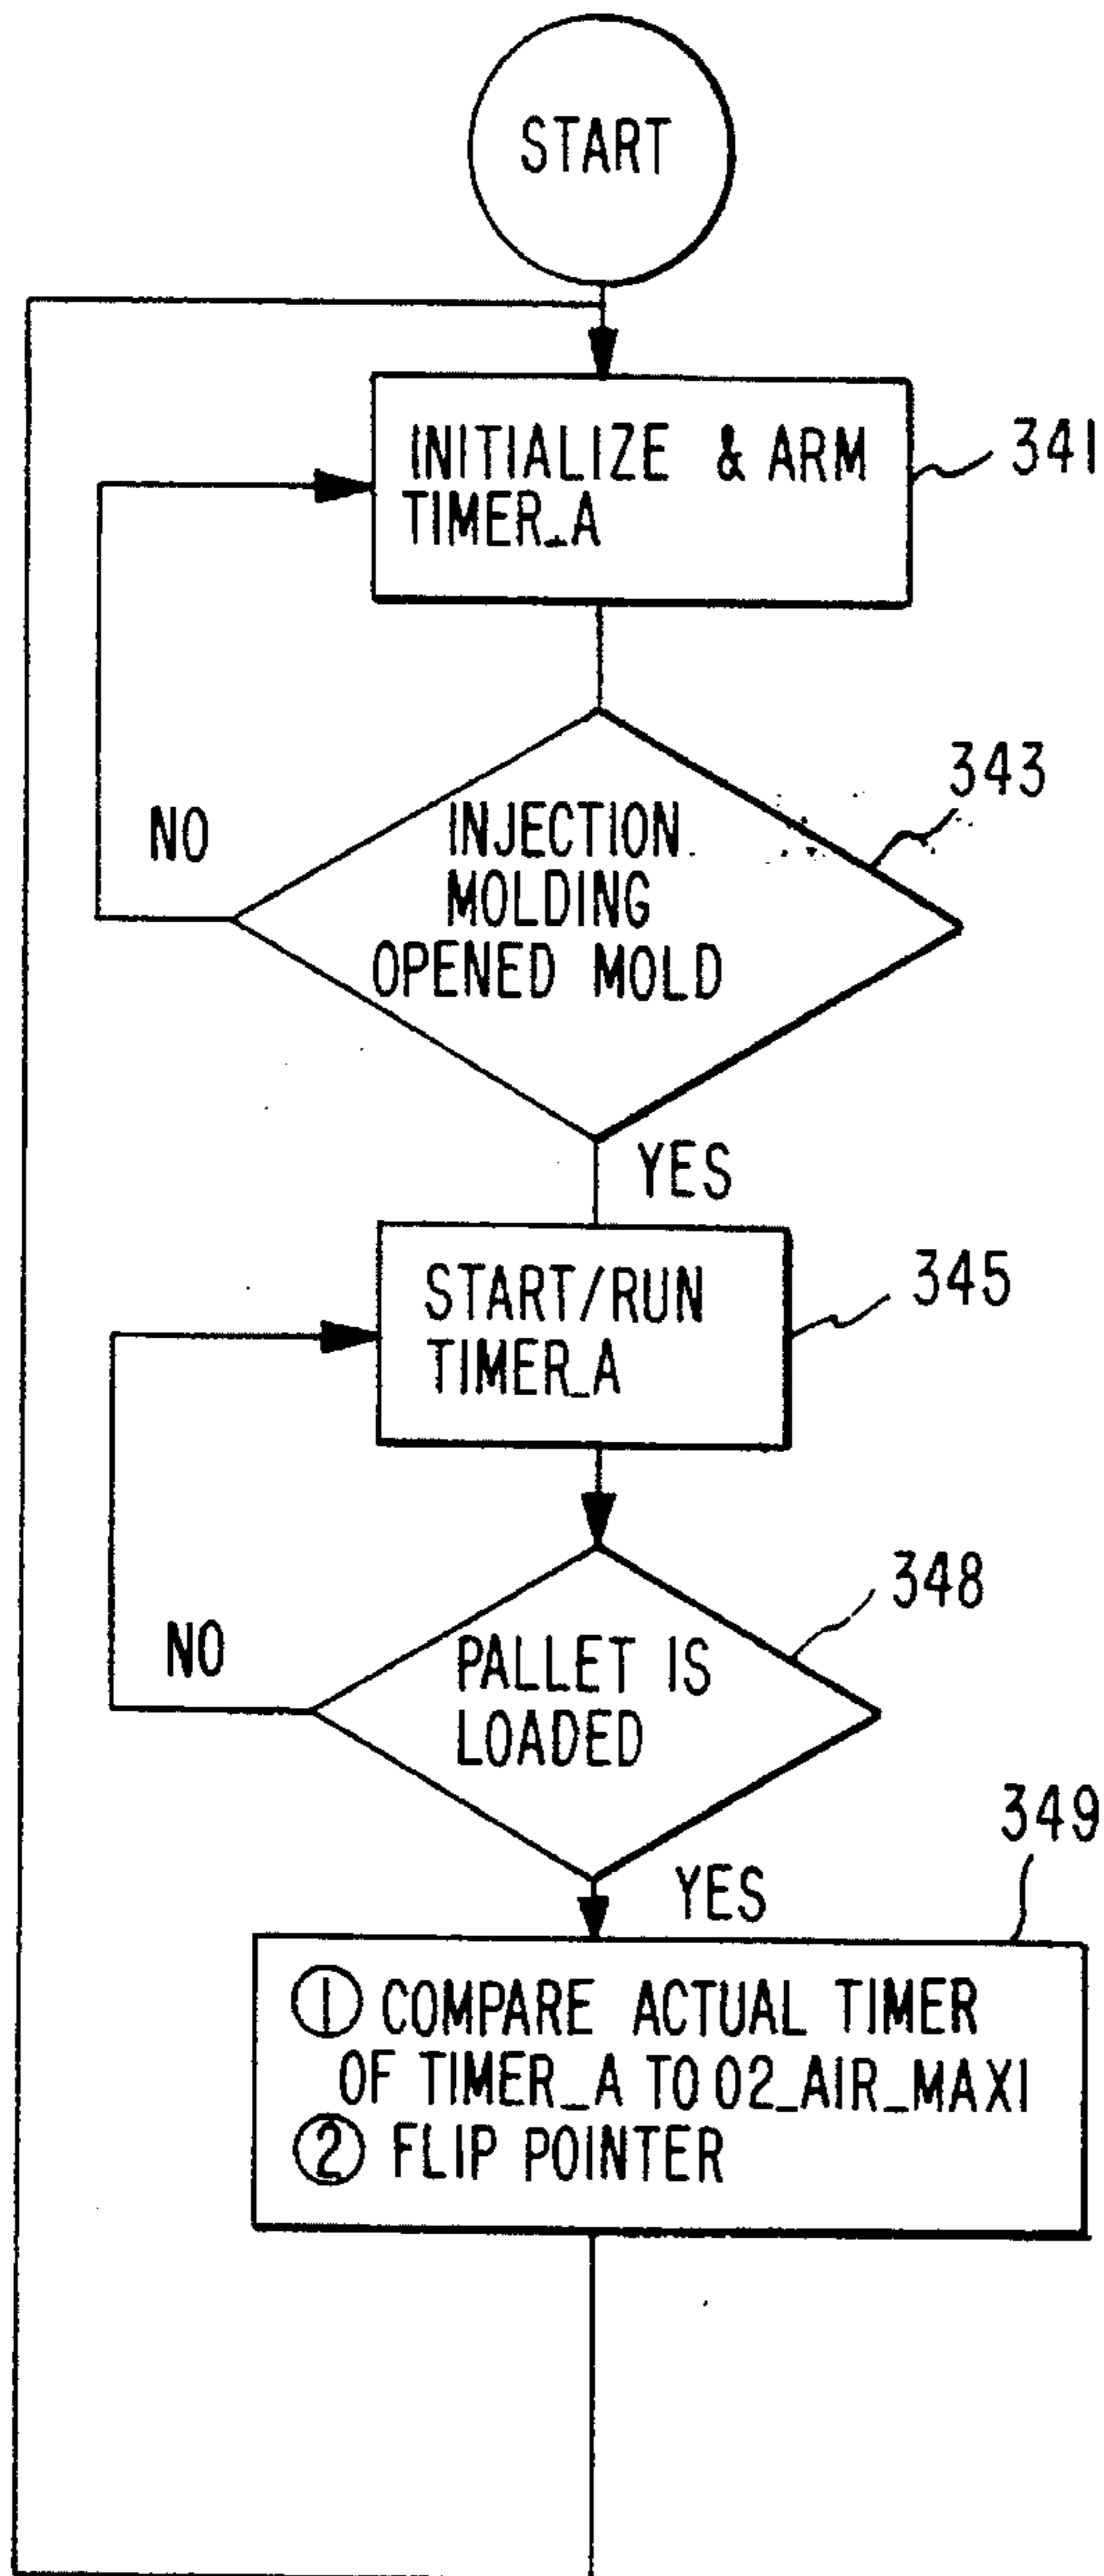 START
INITIALIZE & ARM
TIMER_A
341
343
NO
INJECTION
MOLDING
OPENED MOLD
YES
START/RUN
TIMER_A
345
348
NO
PALLET IS
LOADED
349
YES
① COMPARE ACTUAL TIMER
OF TIMER_A TO 02_AIR_MAXI
② FLIP POINTER